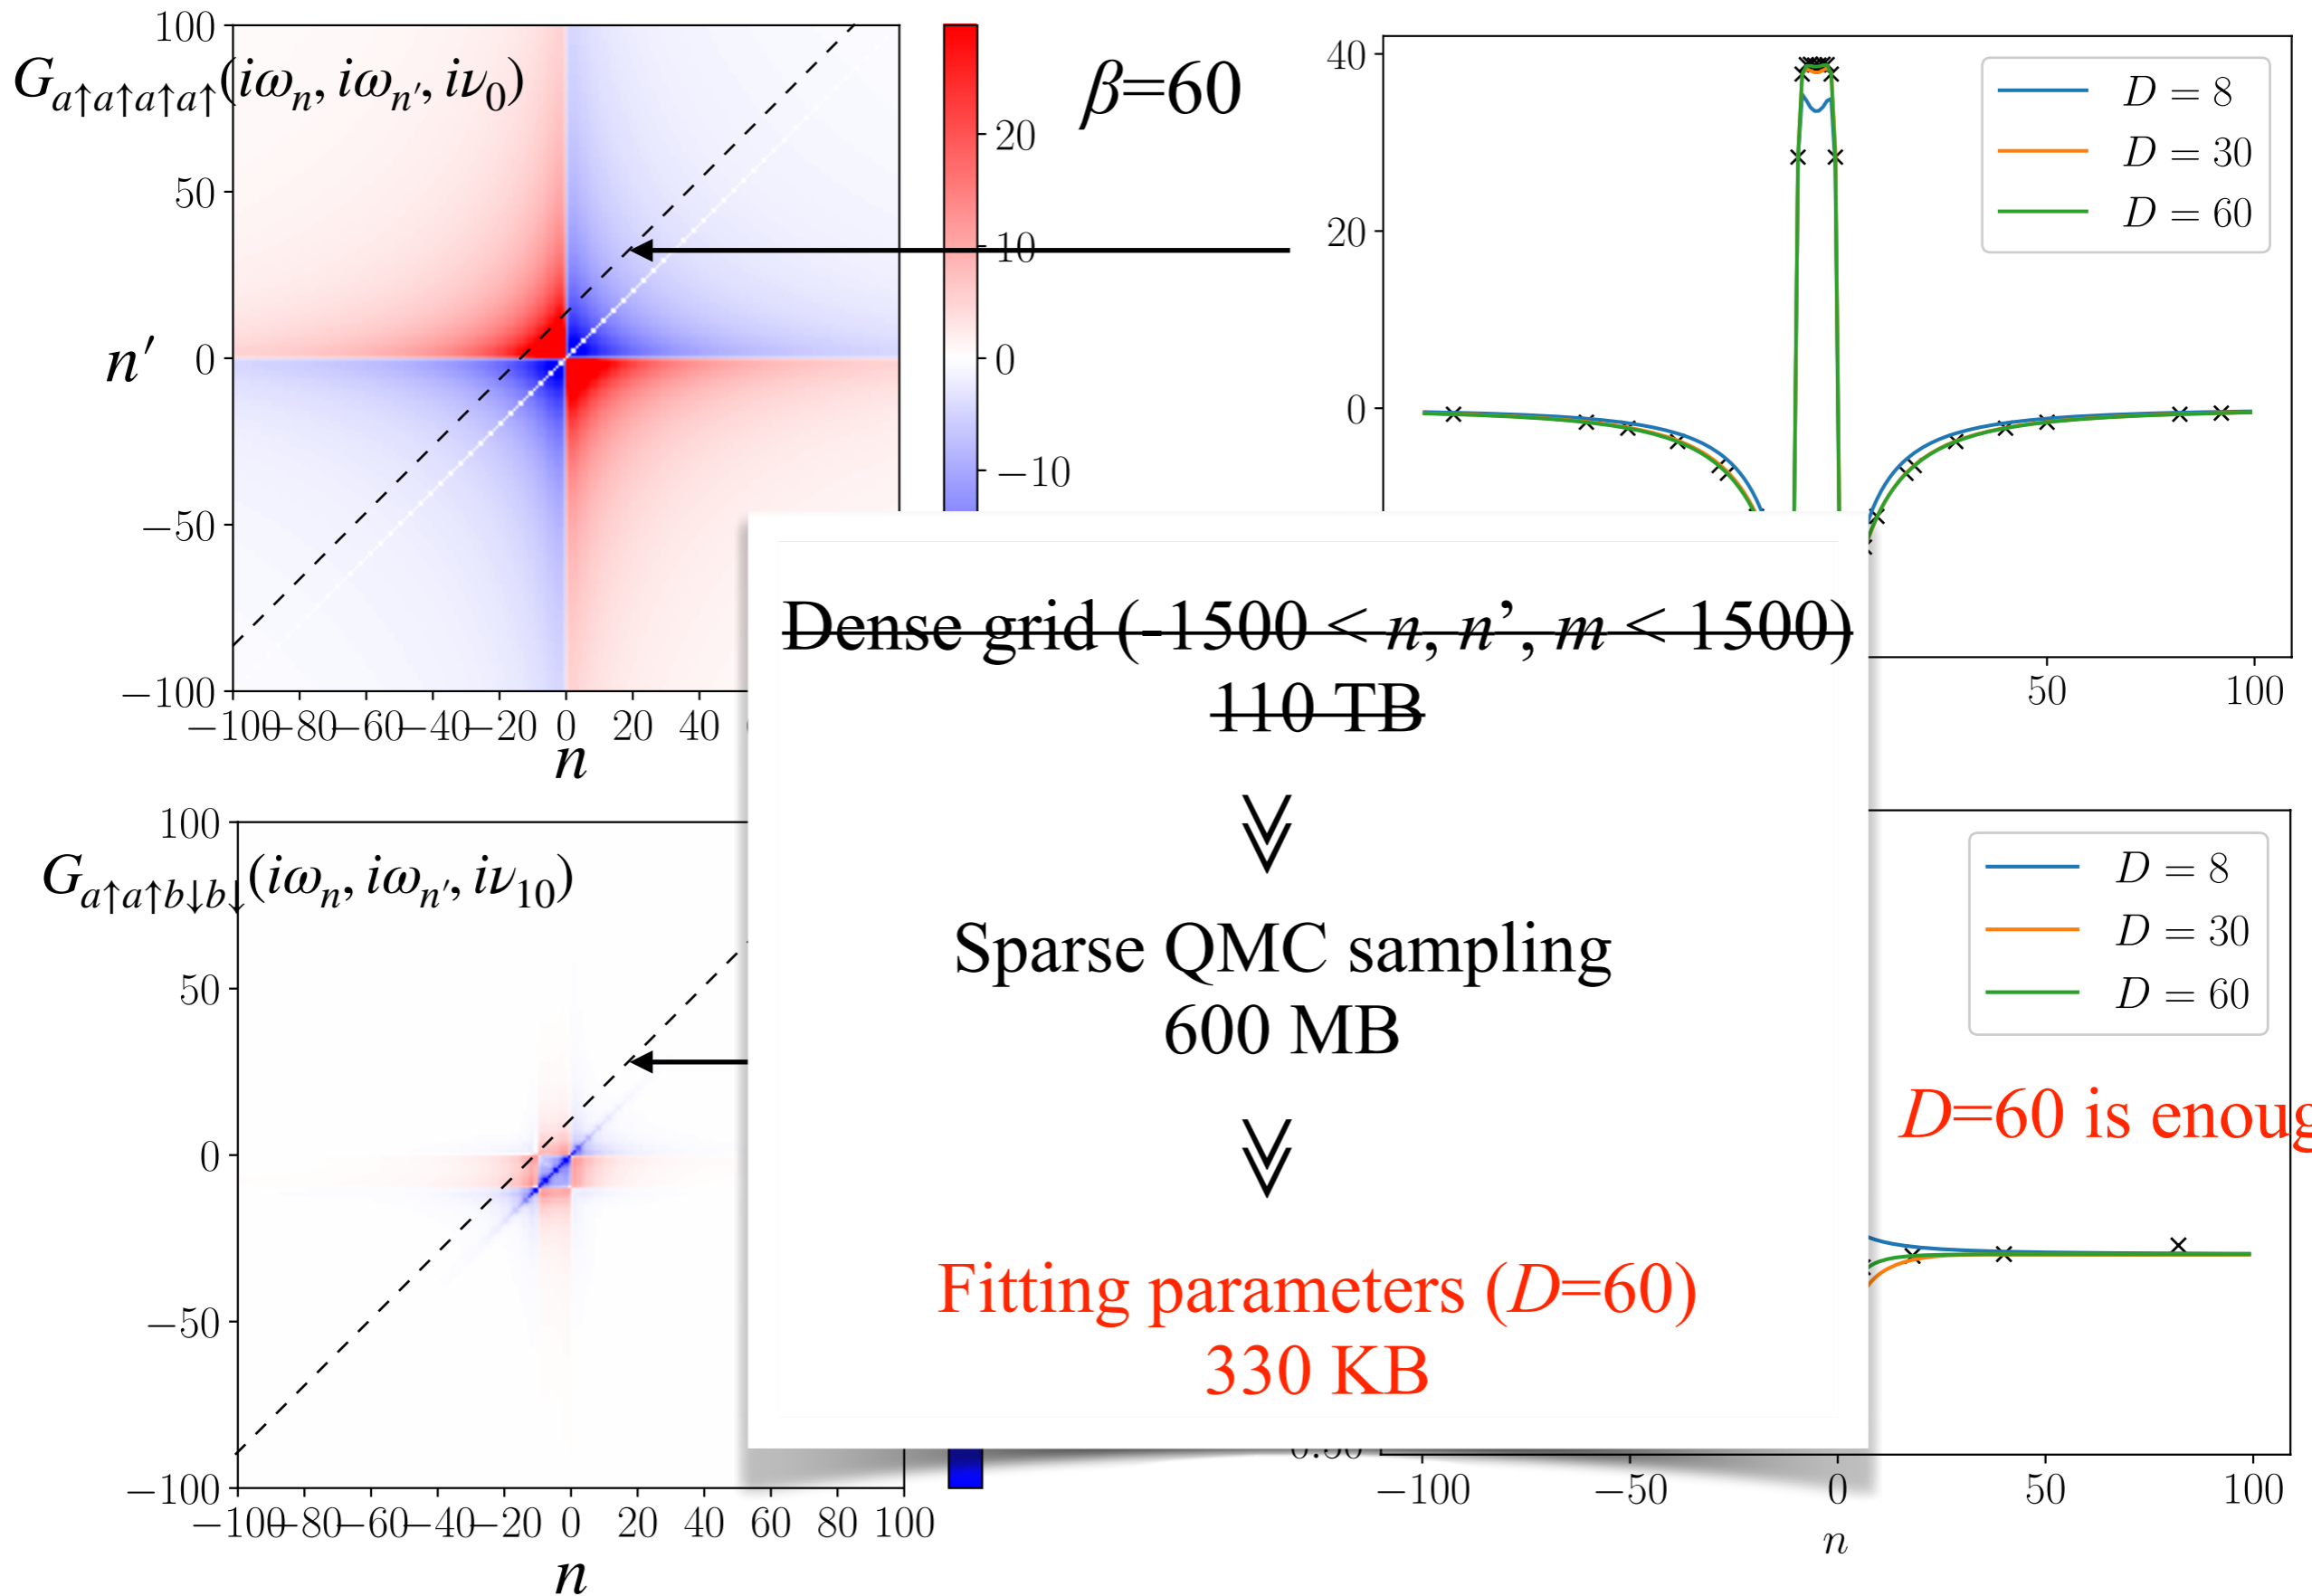 100
G_{a↑a↑a↑a↑}(iω_n, iω_{n′}, iν_0)
50
n′
0
−50
−100
−100 −80 −60 −40 −20 0 20 40
n
20
10
0
−10
β=60
40
20
0
D = 8
D = 30
D = 60
50 100
Dense grid (-1500 < n, n’, m < 1500)
110 TB
≫
Sparse QMC sampling
600 MB
≫
Fitting parameters (D=60)
330 KB
100
G_{a↑a↑b↓b↓}(iω_n, iω_{n′}, iν_{10})
50
0
−50
−100
−100 −80 −60 −40 −20 0 20 40 60 80 100
n
D = 8
D = 30
D = 60
D=60 is enoug
−100 −50 0 50 100
n